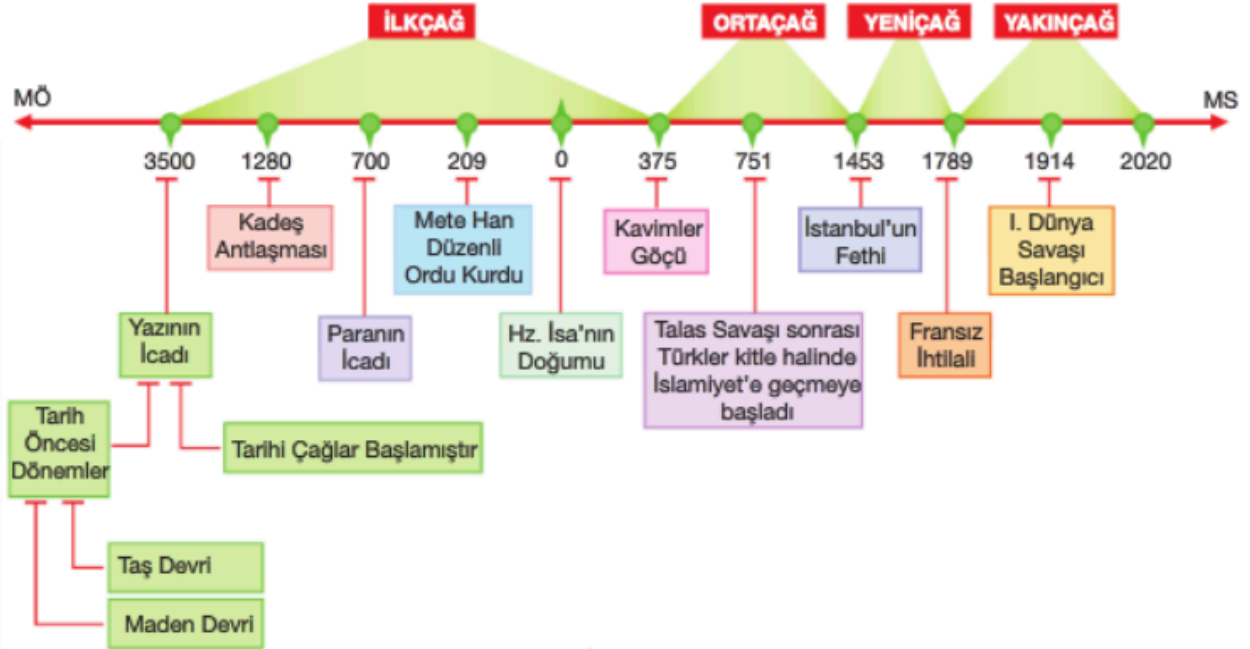 İLKÇAĞ
ORTAÇAĞ
YENİÇAĞ
YAKINÇAĞ
MÖ
MS
3500
1280
700
209
0
375
751
1453
1789
1914
2020
Kadeş
Antlaşması
Mete Han
Düzenli
Ordu Kurdu
Kavimler
Göçü
İstanbul'un
Fethi
I. Dünya
Savaşı
Başlangıcı
Yazının
İcadı
Paranın
İcadı
Hz. İsa'nın
Doğumu
Talas Savaşı sonrası
Türkler kitle halinde
İslamiyet'e geçmeye
başladı
Fransız
İhtilali
Tarih
Öncesi
Dönemler
Tarihi Çağlar Başlamıştır
Taş Devri
Maden Devri